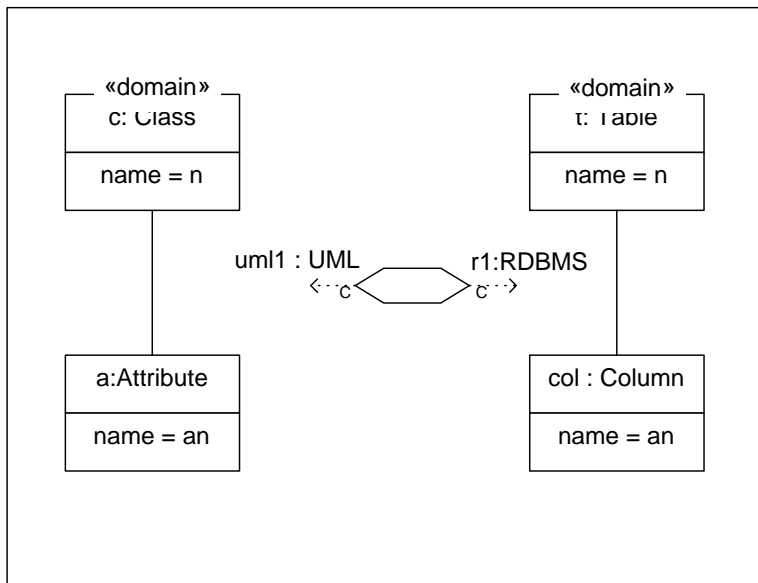 «domain»
c: Class
name = n
a:Attribute
name = an
uml1 : UML
C
r1:RDBMS
C
«domain»
t: Table
name = n
col : Column
name = an